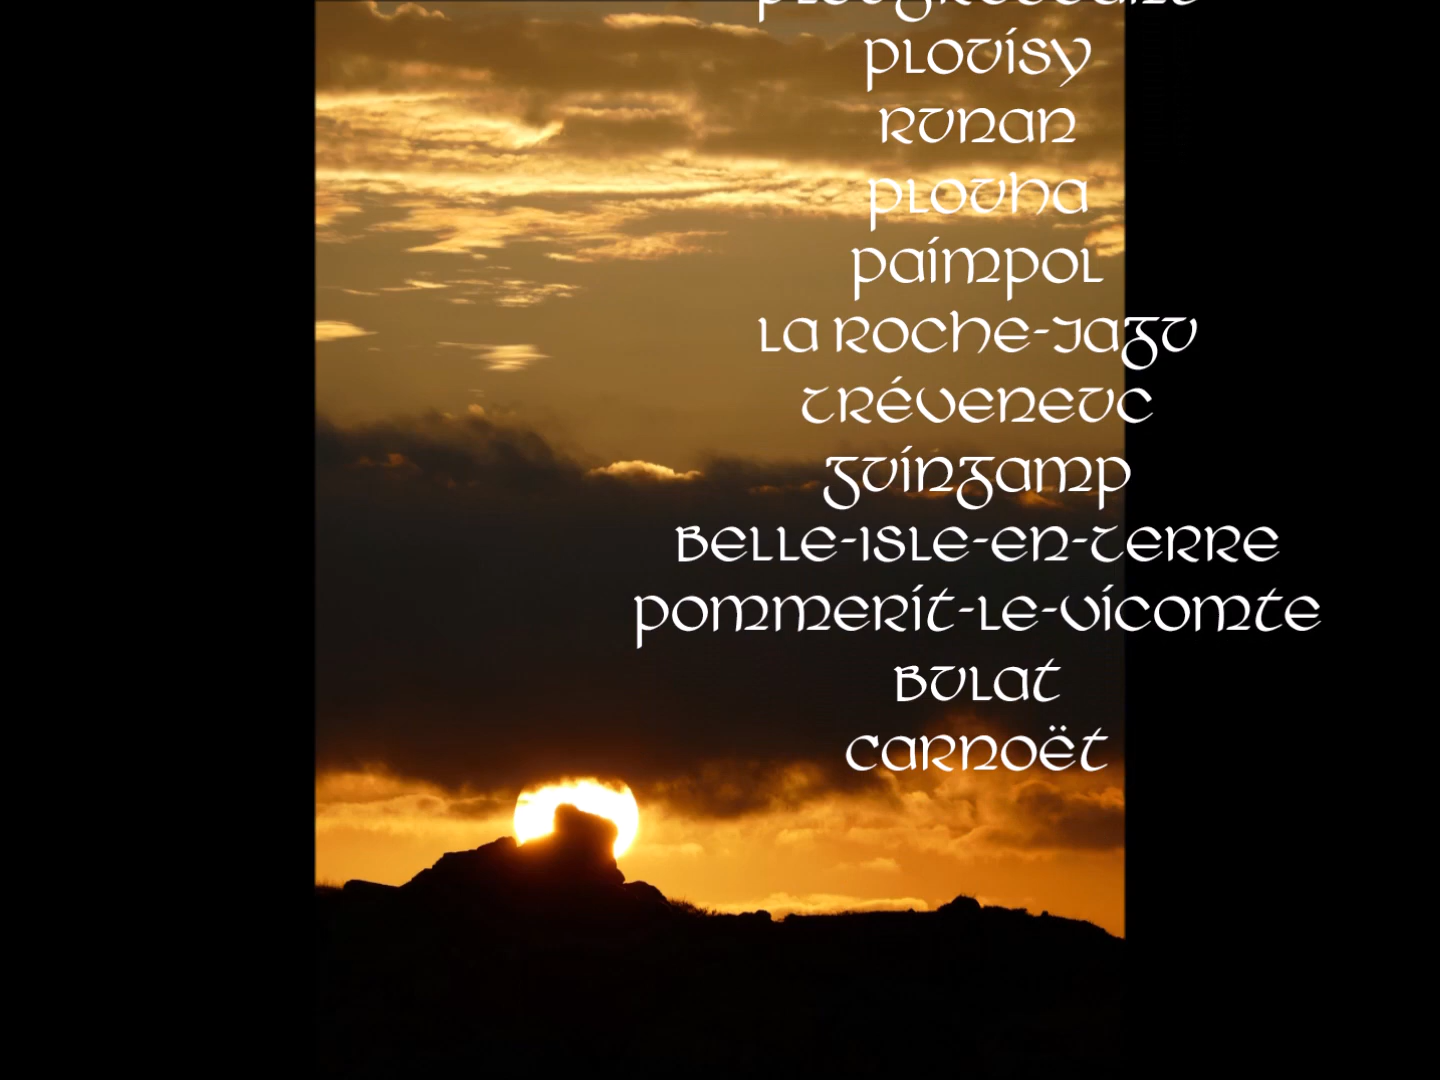 Plouisy
Runan
Plouha
Paimpol
La Roche-Jagu
Tréveneuc
Guingamp
Belle-Isle-en-Terre
Pommerit-le-Vicomte
Bulat
Carnoët